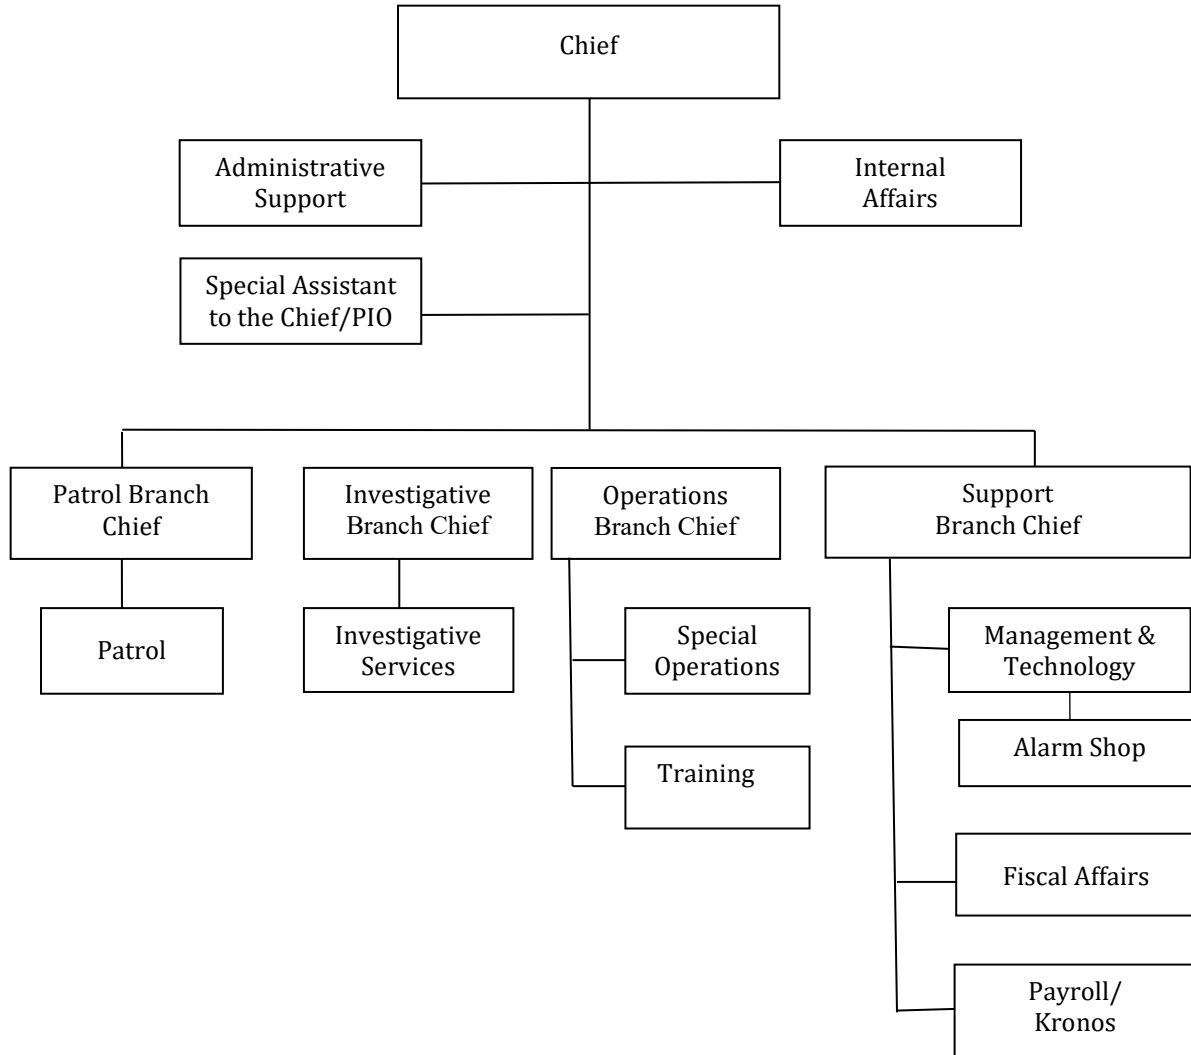 Chief
Administrative
Support
Internal
Affairs
Special Assistant
to the Chief/PIO
Patrol Branch
Chief
Investigative
Branch Chief
Operations
Branch Chief
Support
Branch Chief
Patrol
Investigative
Services
Special
Operations
Management &
Technology
Alarm Shop
Training
Fiscal Affairs
Payroll/
Kronos